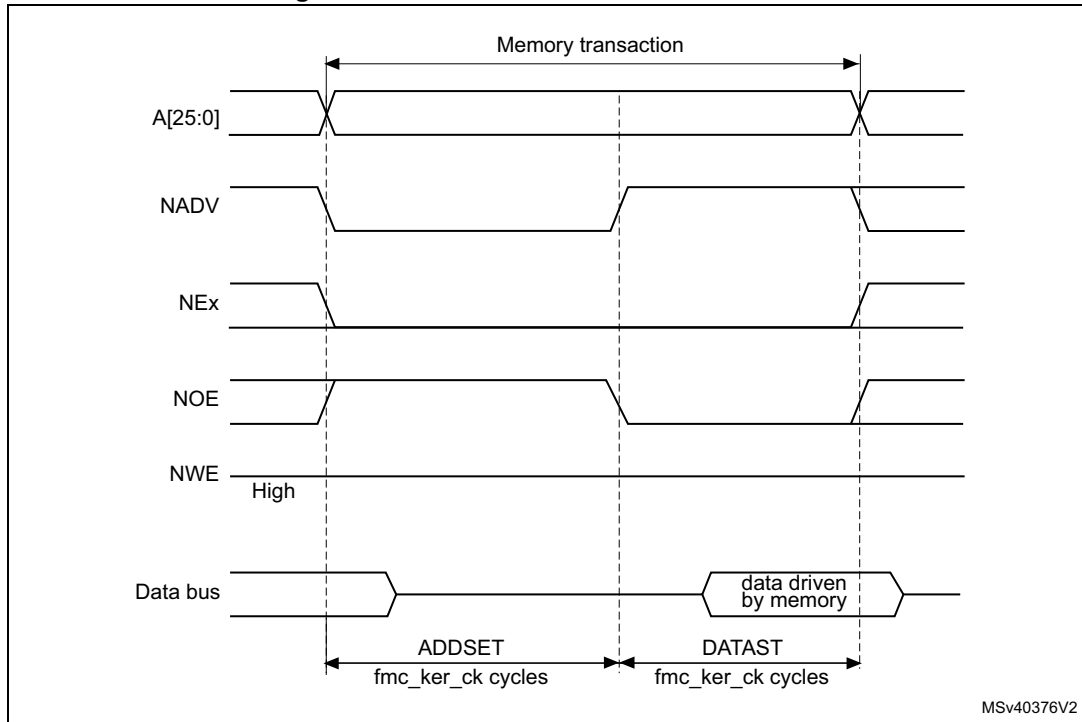 Memory transaction
A[25:0]
NADV
NEx
NOE
NWE
High
Data bus
data driven
by memory
ADDSET
DATAST
fmc_ker_ck cycles
fmc_ker_ck cycles
MSv40376V2